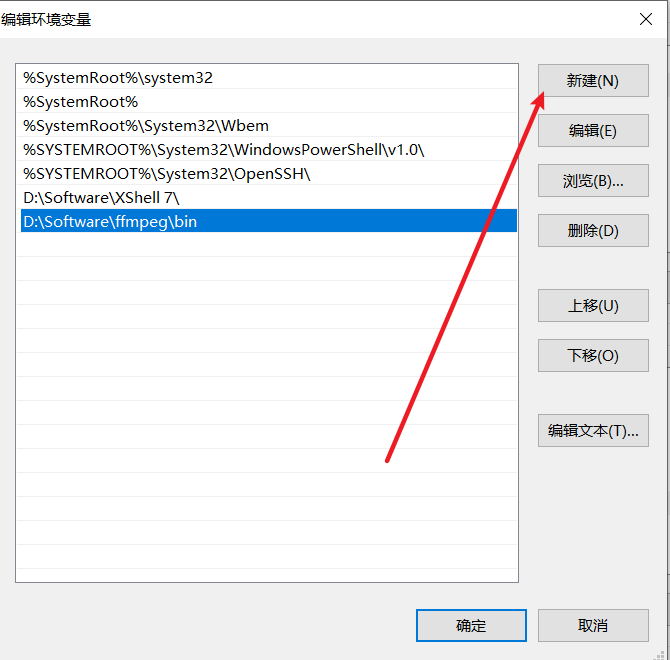 编辑环境变量
%SystemRoot%\system32
%SystemRoot%
%SystemRoot%\System32\Wbem
%SYSTEMROOT%\System32\WindowsPowerShell\v1.0\
%SYSTEMROOT%\System32\OpenSSH\
D:\Software\XShell 7\
D:\Software\ffmpeg\bin
新建(N)
编辑(E)
浏览(B)...
删除(D)
上移(U)
下移(O)
编辑文本(T)...
确定
取消